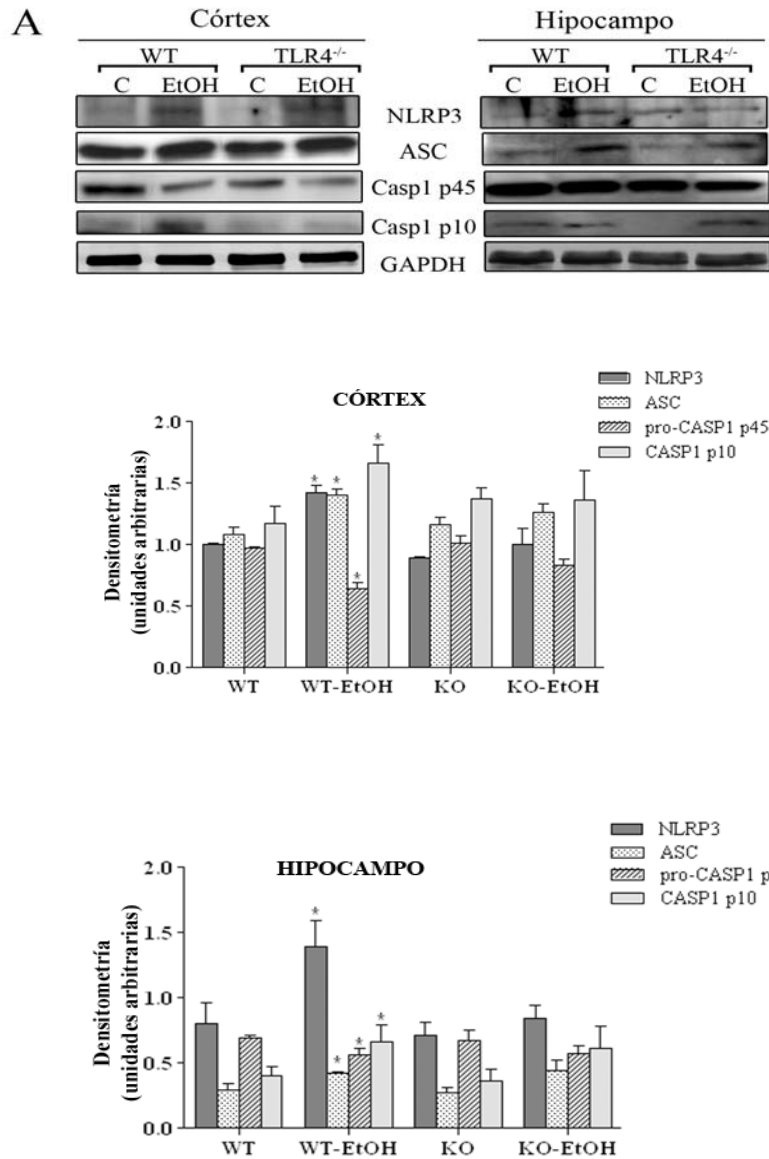 A
Córtex
Hipocampo
WT TLR4-/-
WT TLR4-/-
C EtOH C EtOH
C EtOH C EtOH
NLRP3
ASC
Casp1 p45
Casp1 p10
GAPDH
CÓRTEX
NLRP3
ASC
pro-CASP1 p45
CASP1 p10
Densitometría
(unidades arbitrarias)
2.0
1.5
1.0
0.5
0.0
* * * *
WT WT-EtOH KO KO-EtOH
HIPOCAMPO
NLRP3
ASC
pro-CASP1 p
CASP1 p10
Densitometría
(unidades arbitrarias)
2.0
1.5
1.0
0.5
0.0
* * * *
WT WT-EtOH KO KO-EtOH